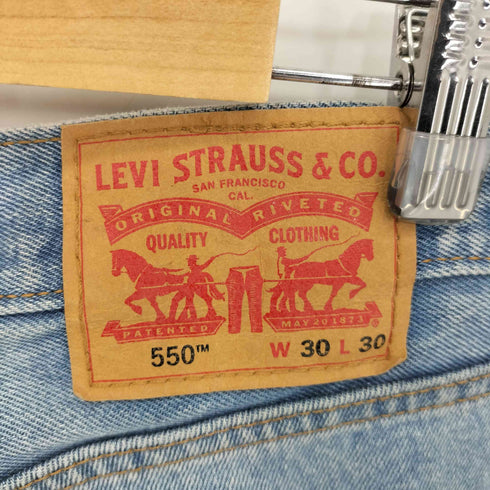 LEVI STRAUSS & CO.
SAN FRANCISCO
CAL.
ORIGINAL RIVETED
QUALITY CLOTHING
PATENTED MAY 20 1873
550™ W 30 L 30